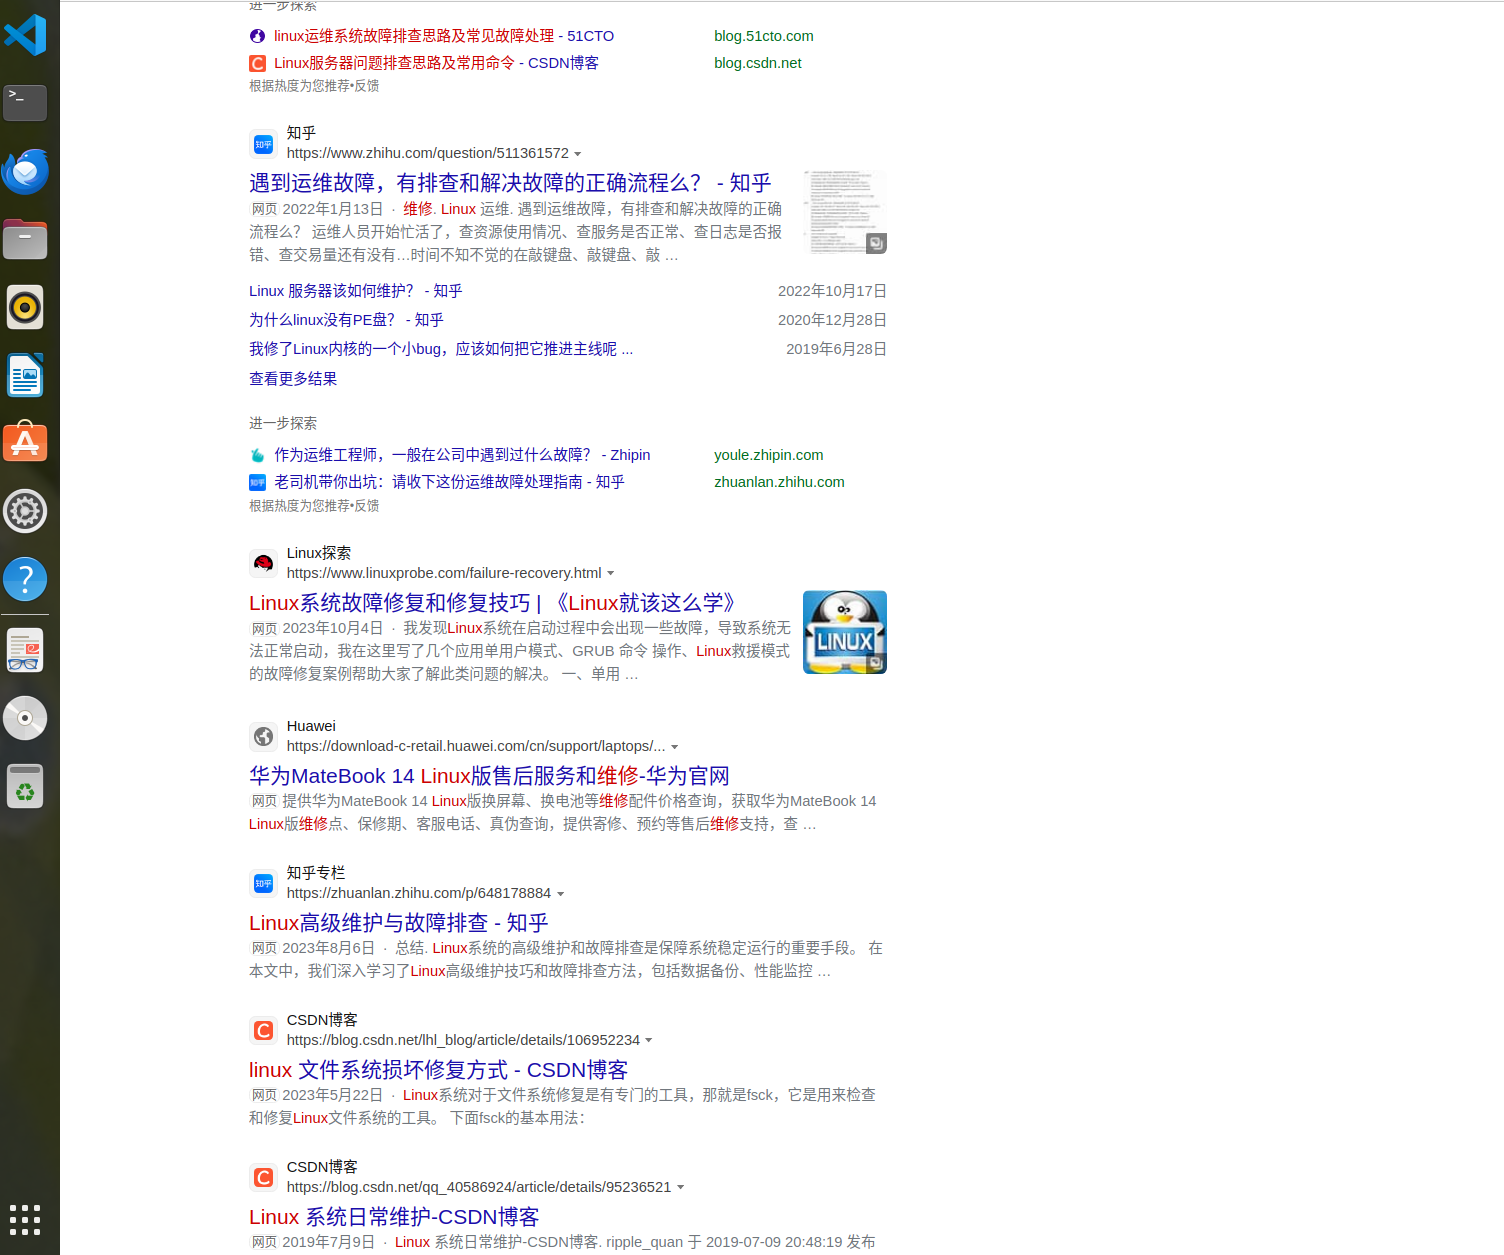 进一步探索
linux运维系统故障排查思路及常见故障处理 - 51CTO blog.51cto.com
Linux服务器问题排查思路及常用命令 - CSDN博客 blog.csdn.net
根据热度为您推荐•反馈
知乎
https://www.zhihu.com/question/511361572
遇到运维故障，有排查和解决故障的正确流程么？ - 知乎
网页 2022年1月13日 · 维修. Linux 运维. 遇到运维故障，有排查和解决故障的正确
流程么？ 运维人员开始忙活了，查资源使用情况、查服务是否正常、查日志是否报
错、查交易量还有没有…时间不知不觉的在敲键盘、敲键盘、敲 …
Linux 服务器该如何维护？ - 知乎 2022年10月17日
为什么linux没有PE盘？ - 知乎 2020年12月28日
我修了Linux内核的一个小bug，应该如何把它推进主线呢 ... 2019年6月28日
查看更多结果
进一步探索
作为运维工程师，一般在公司中遇到过什么故障？ - Zhipin youle.zhipin.com
老司机带你出坑：请收下这份运维故障处理指南 - 知乎 zhuanlan.zhihu.com
根据热度为您推荐•反馈
Linux探索
https://www.linuxprobe.com/failure-recovery.html
Linux系统故障修复和修复技巧 | 《Linux就该这么学》
网页 2023年10月4日 · 我发现Linux系统在启动过程中会出现一些故障，导致系统无
法正常启动，我在这里写了几个应用单用户模式、GRUB 命令 操作、Linux救援模式
的故障修复案例帮助大家了解此类问题的解决。 一、单用 …
LINUX
Huawei
https://download-c-retail.huawei.com/cn/support/laptops/...
华为MateBook 14 Linux版售后服务和维修-华为官网
网页 提供华为MateBook 14 Linux版换屏幕、换电池等维修配件价格查询，获取华为MateBook 14
Linux版维修点、保修期、客服电话、真伪查询，提供寄修、预约等售后维修支持，查 …
知乎专栏
https://zhuanlan.zhihu.com/p/648178884
Linux高级维护与故障排查 - 知乎
网页 2023年8月6日 · 总结. Linux系统的高级维护和故障排查是保障系统稳定运行的重要手段。 在
本文中，我们深入学习了Linux高级维护技巧和故障排查方法，包括数据备份、性能监控 …
CSDN博客
https://blog.csdn.net/lhl_blog/article/details/106952234
linux 文件系统损坏修复方式 - CSDN博客
网页 2023年5月22日 · Linux系统对于文件系统修复是有专门的工具，那就是fsck，它是用来检查
和修复Linux文件系统的工具。 下面fsck的基本用法：
CSDN博客
https://blog.csdn.net/qq_40586924/article/details/95236521
Linux 系统日常维护-CSDN博客
网页 2019年7月9日 · Linux 系统日常维护-CSDN博客. ripple_quan 于 2019-07-09 20:48:19 发布